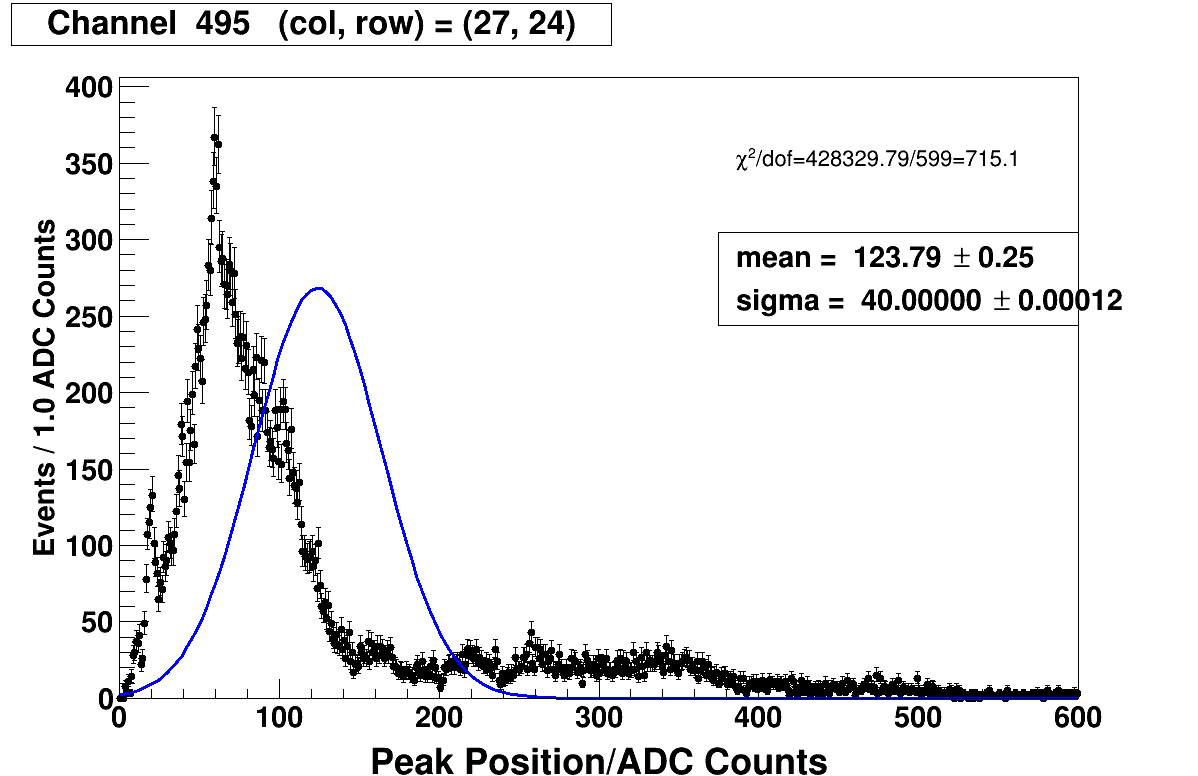 Channel 495 (col, row) = (27, 24)
400
350
300
250
200
150
100
50
0
Events / 1.0 ADC Counts
χ²/dof=428329.79/599=715.1
mean = 123.79 ± 0.25
sigma = 40.00000 ± 0.00012
0 100 200 300 400 500 600
Peak Position/ADC Counts